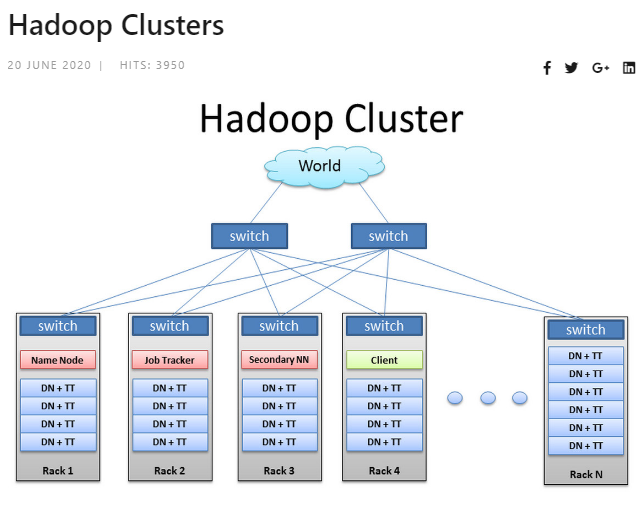 Hadoop Clusters
20 JUNE 2020 | HITS: 3950
Hadoop Cluster
World
switch switch
switch switch switch switch switch
Name Node Job Tracker Secondary NN Client DN + TT
DN + TT
DN + TT DN + TT DN + TT DN + TT DN + TT
DN + TT DN + TT DN + TT DN + TT DN + TT
DN + TT DN + TT DN + TT DN + TT DN + TT
DN + TT DN + TT DN + TT DN + TT DN + TT
Rack 1 Rack 2 Rack 3 Rack 4 Rack N